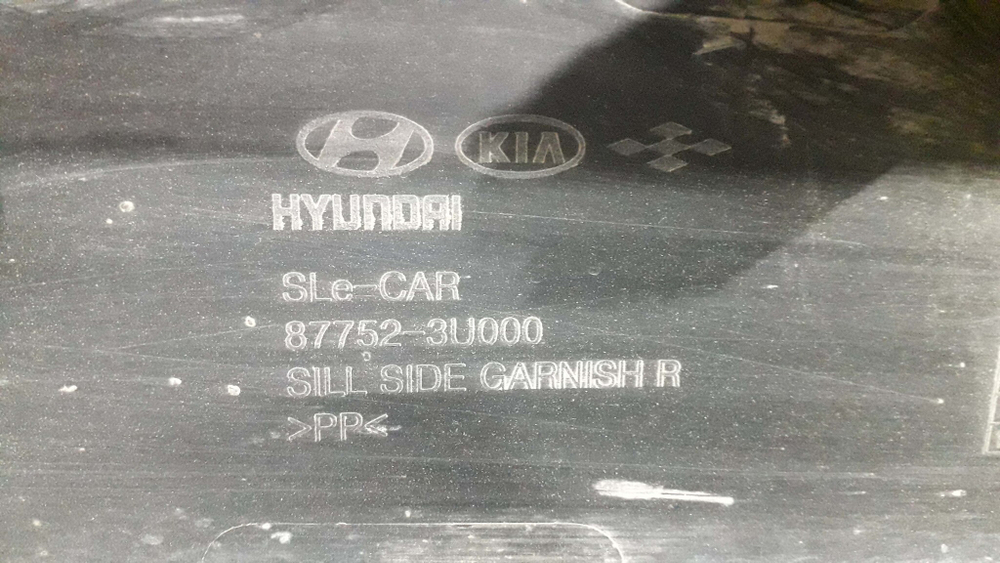 KIA
HYUNDAI
SLe-CAR
87752-3U000
SILL SIDE GARNISH R
>PP<